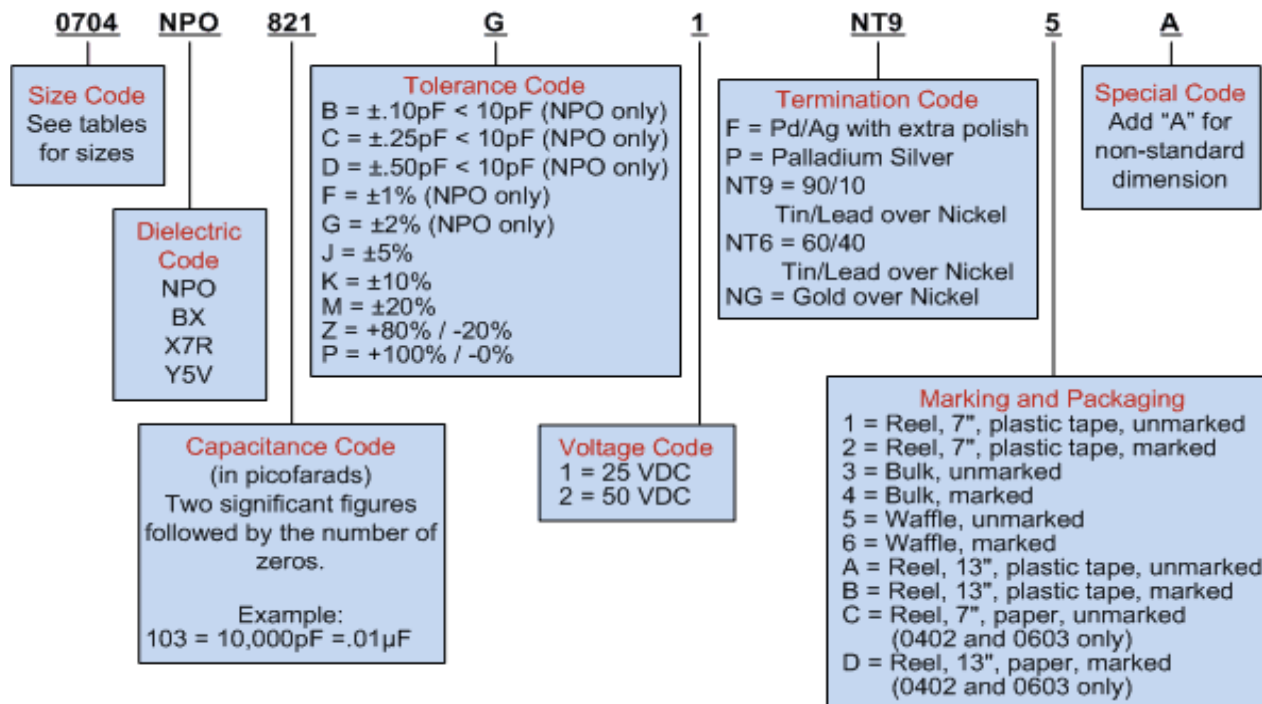 0704 NPO 821 G 1 NT9 5 A
Size Code
See tables
for sizes
Dielectric
Code
NPO
BX
X7R
Y5V
Capacitance Code
(in picofarads)
Two significant figures
followed by the number of
zeros.
Example:
103 = 10,000pF =.01µF
Tolerance Code
B = ±.10pF < 10pF (NPO only)
C = ±.25pF < 10pF (NPO only)
D = ±.50pF < 10pF (NPO only)
F = ±1% (NPO only)
G = ±2% (NPO only)
J = ±5%
K = ±10%
M = ±20%
Z = +80% / -20%
P = +100% / -0%
Voltage Code
1 = 25 VDC
2 = 50 VDC
Termination Code
F = Pd/Ag with extra polish
P = Palladium Silver
NT9 = 90/10
Tin/Lead over Nickel
NT6 = 60/40
Tin/Lead over Nickel
NG = Gold over Nickel
Marking and Packaging
1 = Reel, 7", plastic tape, unmarked
2 = Reel, 7", plastic tape, marked
3 = Bulk, unmarked
4 = Bulk, marked
5 = Waffle, unmarked
6 = Waffle, marked
A = Reel, 13", plastic tape, unmarked
B = Reel, 13", plastic tape, marked
C = Reel, 7", paper, unmarked
(0402 and 0603 only)
D = Reel, 13", paper, marked
(0402 and 0603 only)
Special Code
Add “A” for
non-standard
dimension